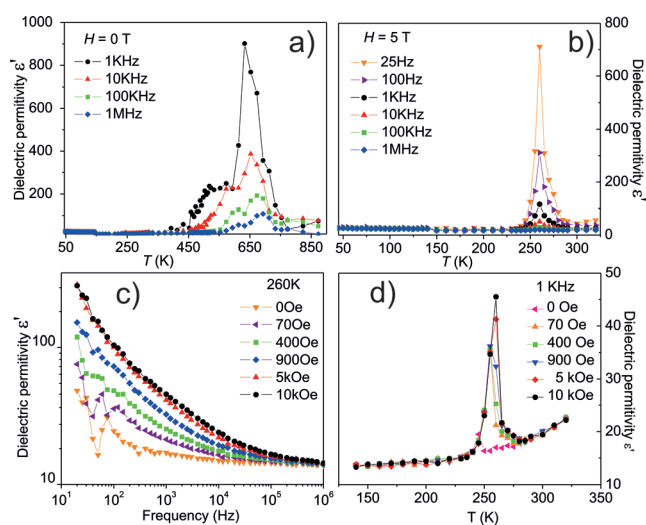 a)
H = 0 T
1KHz
10KHz
100KHz
1MHz
Dielectric permitivity ε'
1000
800
600
400
200
50 150 250 350 450 550 650 750 850
T (K)
b)
H = 5 T
25Hz
100Hz
1KHz
10KHz
100KHz
1MHz
Dielectric permitivity ε'
800
600
400
200
0
50 100 150 200 250 300
T (K)
c)
260K
0Oe
70Oe
400Oe
900Oe
5kOe
10kOe
Dielectric permitivity ε'
100
10
10¹ 10² 10³ 10⁴ 10⁵ 10⁶
Frequency (Hz)
d)
1 KHz
0 Oe
70 Oe
400 Oe
900 Oe
5 kOe
10 kOe
Dielectric permitivity ε'
50
40
30
20
10
150 200 250 300 350
T (K)